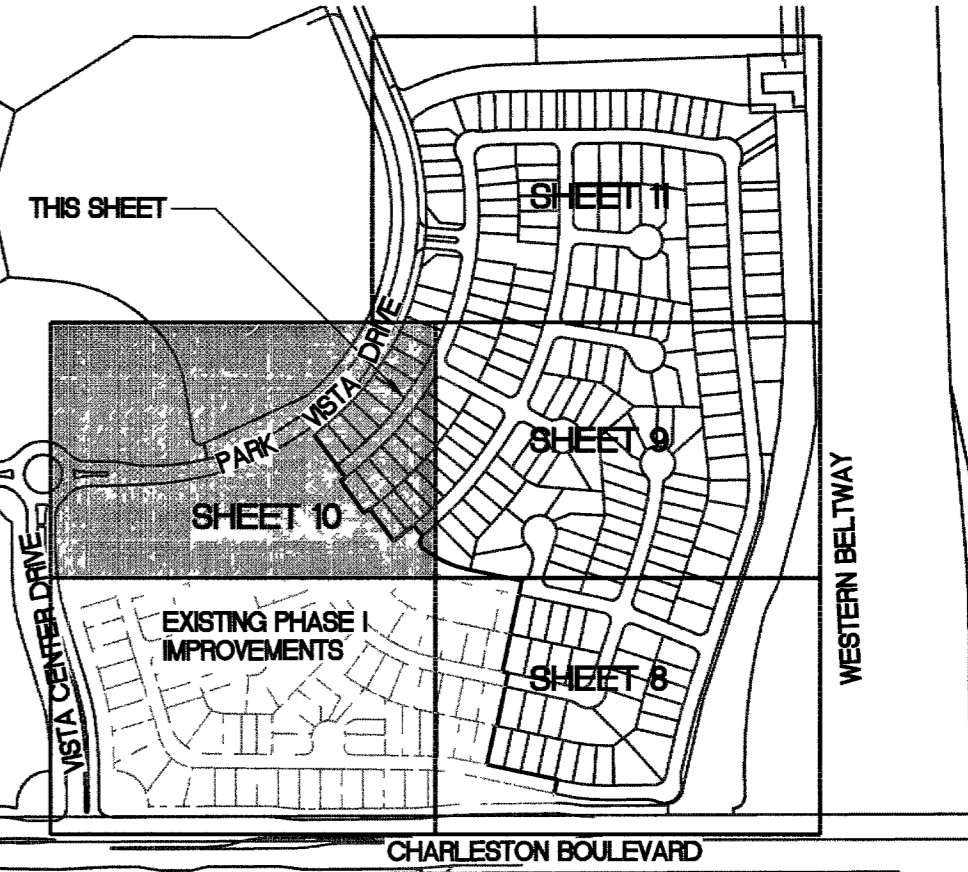 SHEET 11
THIS SHEET
PARK VISTA DRIVE
SHEET 9
SHEET 10
VISTA CENTER DRIVE
WESTERN BELTWAY
EXISTING PHASE I
IMPROVEMENTS
SHEET 8
CHARLESTON BOULEVARD